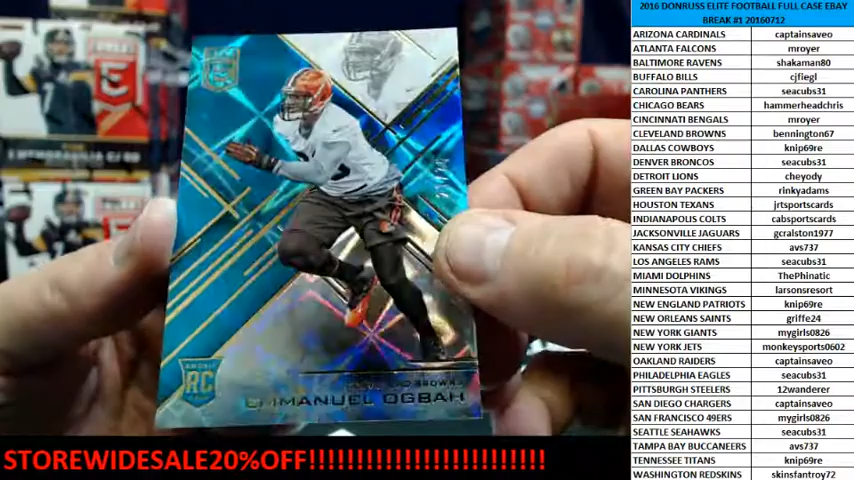 2016 DONRUSS ELITE FOOTBALL FULL CASE EBAY
BREAK #1 20160712
ARIZONA CARDINALS captainsaveo
ATLANTA FALCONS mroyer
BALTIMORE RAVENS shakaman80
BUFFALO BILLS cjfiegl
CAROLINA PANTHERS seacubs31
CHICAGO BEARS hammerheadchris
CINCINNATI BENGALS mroyer
CLEVELAND BROWNS bennington67
DALLAS COWBOYS knip69re
DENVER BRONCOS seacubs31
DETROIT LIONS cheyody
GREEN BAY PACKERS rinkyadams
HOUSTON TEXANS jrtsportscards
INDIANAPOLIS COLTS cabsportscards
JACKSONVILLE JAGUARS gcralston1977
KANSAS CITY CHIEFS avs737
LOS ANGELES RAMS seacubs31
MIAMI DOLPHINS ThePhinatic
MINNESOTA VIKINGS larsonsresort
NEW ENGLAND PATRIOTS knip69re
NEW ORLEANS SAINTS griffe24
NEW YORK GIANTS mygirls0826
NEW YORK JETS monkeysports0602
OAKLAND RAIDERS captainsaveo
PHILADELPHIA EAGLES seacubs31
PITTSBURGH STEELERS 12wanderer
SAN DIEGO CHARGERS captainsaveo
SAN FRANCISCO 49ERS mygirls0826
SEATTLE SEAHAWKS seacubs31
TAMPA BAY BUCCANEERS avs737
TENNESSEE TITANS knip69re
WASHINGTON REDSKINS skinsfantroy72
RC
CLEVELAND BROWNS
EMMANUEL OGBAH
STOREWIDESALE20%OFF!!!!!!!!!!!!!!!!!!!!!!!!!!